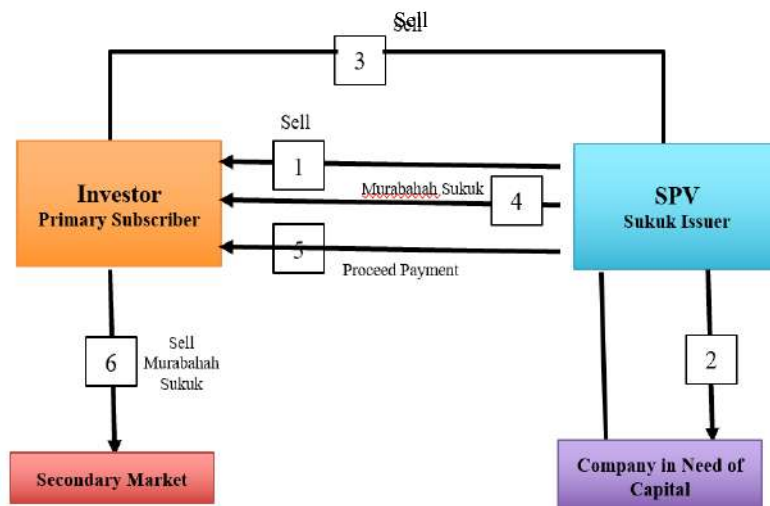 Sell
Sell
3
Sell
1
Investor
Primary Subscriber
Murabahah Sukuk
4
SPV
Sukuk Issuer
5
Proceed Payment
6
Sell
Murabahah
Sukuk
2
Secondary Market
Company in Need of
Capital